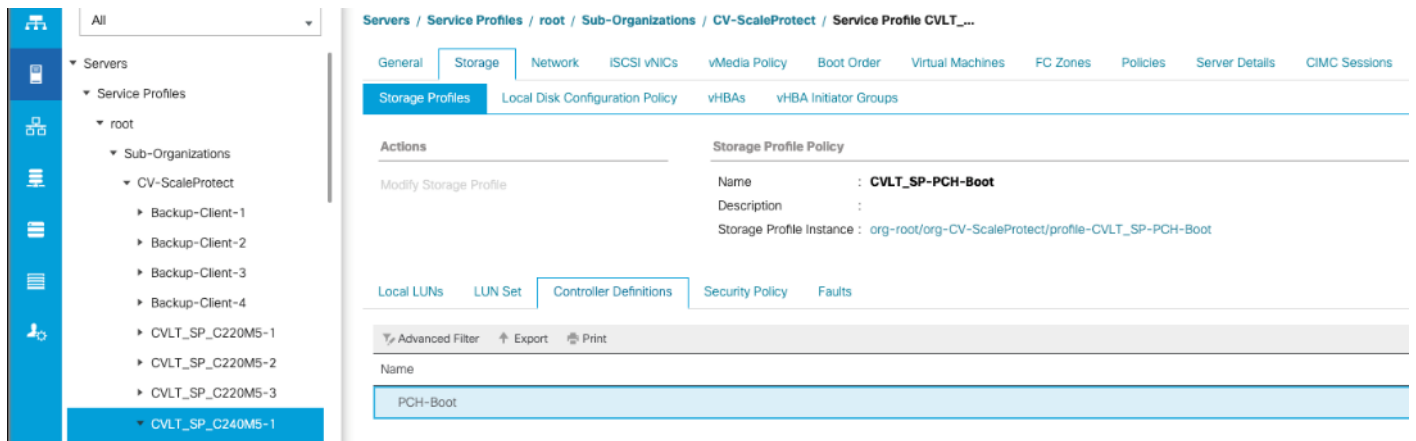 All
Servers
Service Profiles
root
Sub-Organizations
CV-ScaleProtect
Backup-Client-1
Backup-Client-2
Backup-Client-3
Backup-Client-4
CVLT_SP_C220M5-1
CVLT_SP_C220M5-2
CVLT_SP_C220M5-3
CVLT_SP_C240M5-1
Servers / Service Profiles / root / Sub-Organizations / CV-ScaleProtect / Service Profile CVLT_...
General Storage Network iSCSI vNICs vMedia Policy Boot Order Virtual Machines FC Zones Policies Server Details CIMC Sessions
Storage Profiles Local Disk Configuration Policy vHBAs vHBA Initiator Groups
Actions
Modify Storage Profile
Storage Profile Policy
Name : CVLT_SP-PCH-Boot
Description :
Storage Profile Instance : org-root/org-CV-ScaleProtect/profile-CVLT_SP-PCH-Boot
Local LUNs LUN Set Controller Definitions Security Policy Faults
Advanced Filter Export Print
Name
PCH-Boot